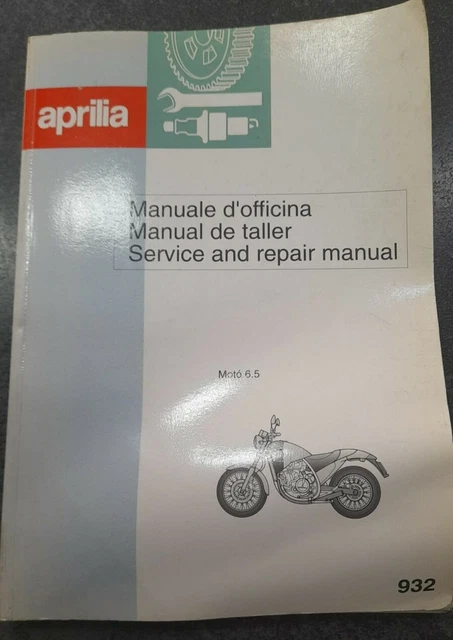 aprilia
Manuale d'officina
Manual de taller
Service and repair manual
Motó 6.5
932